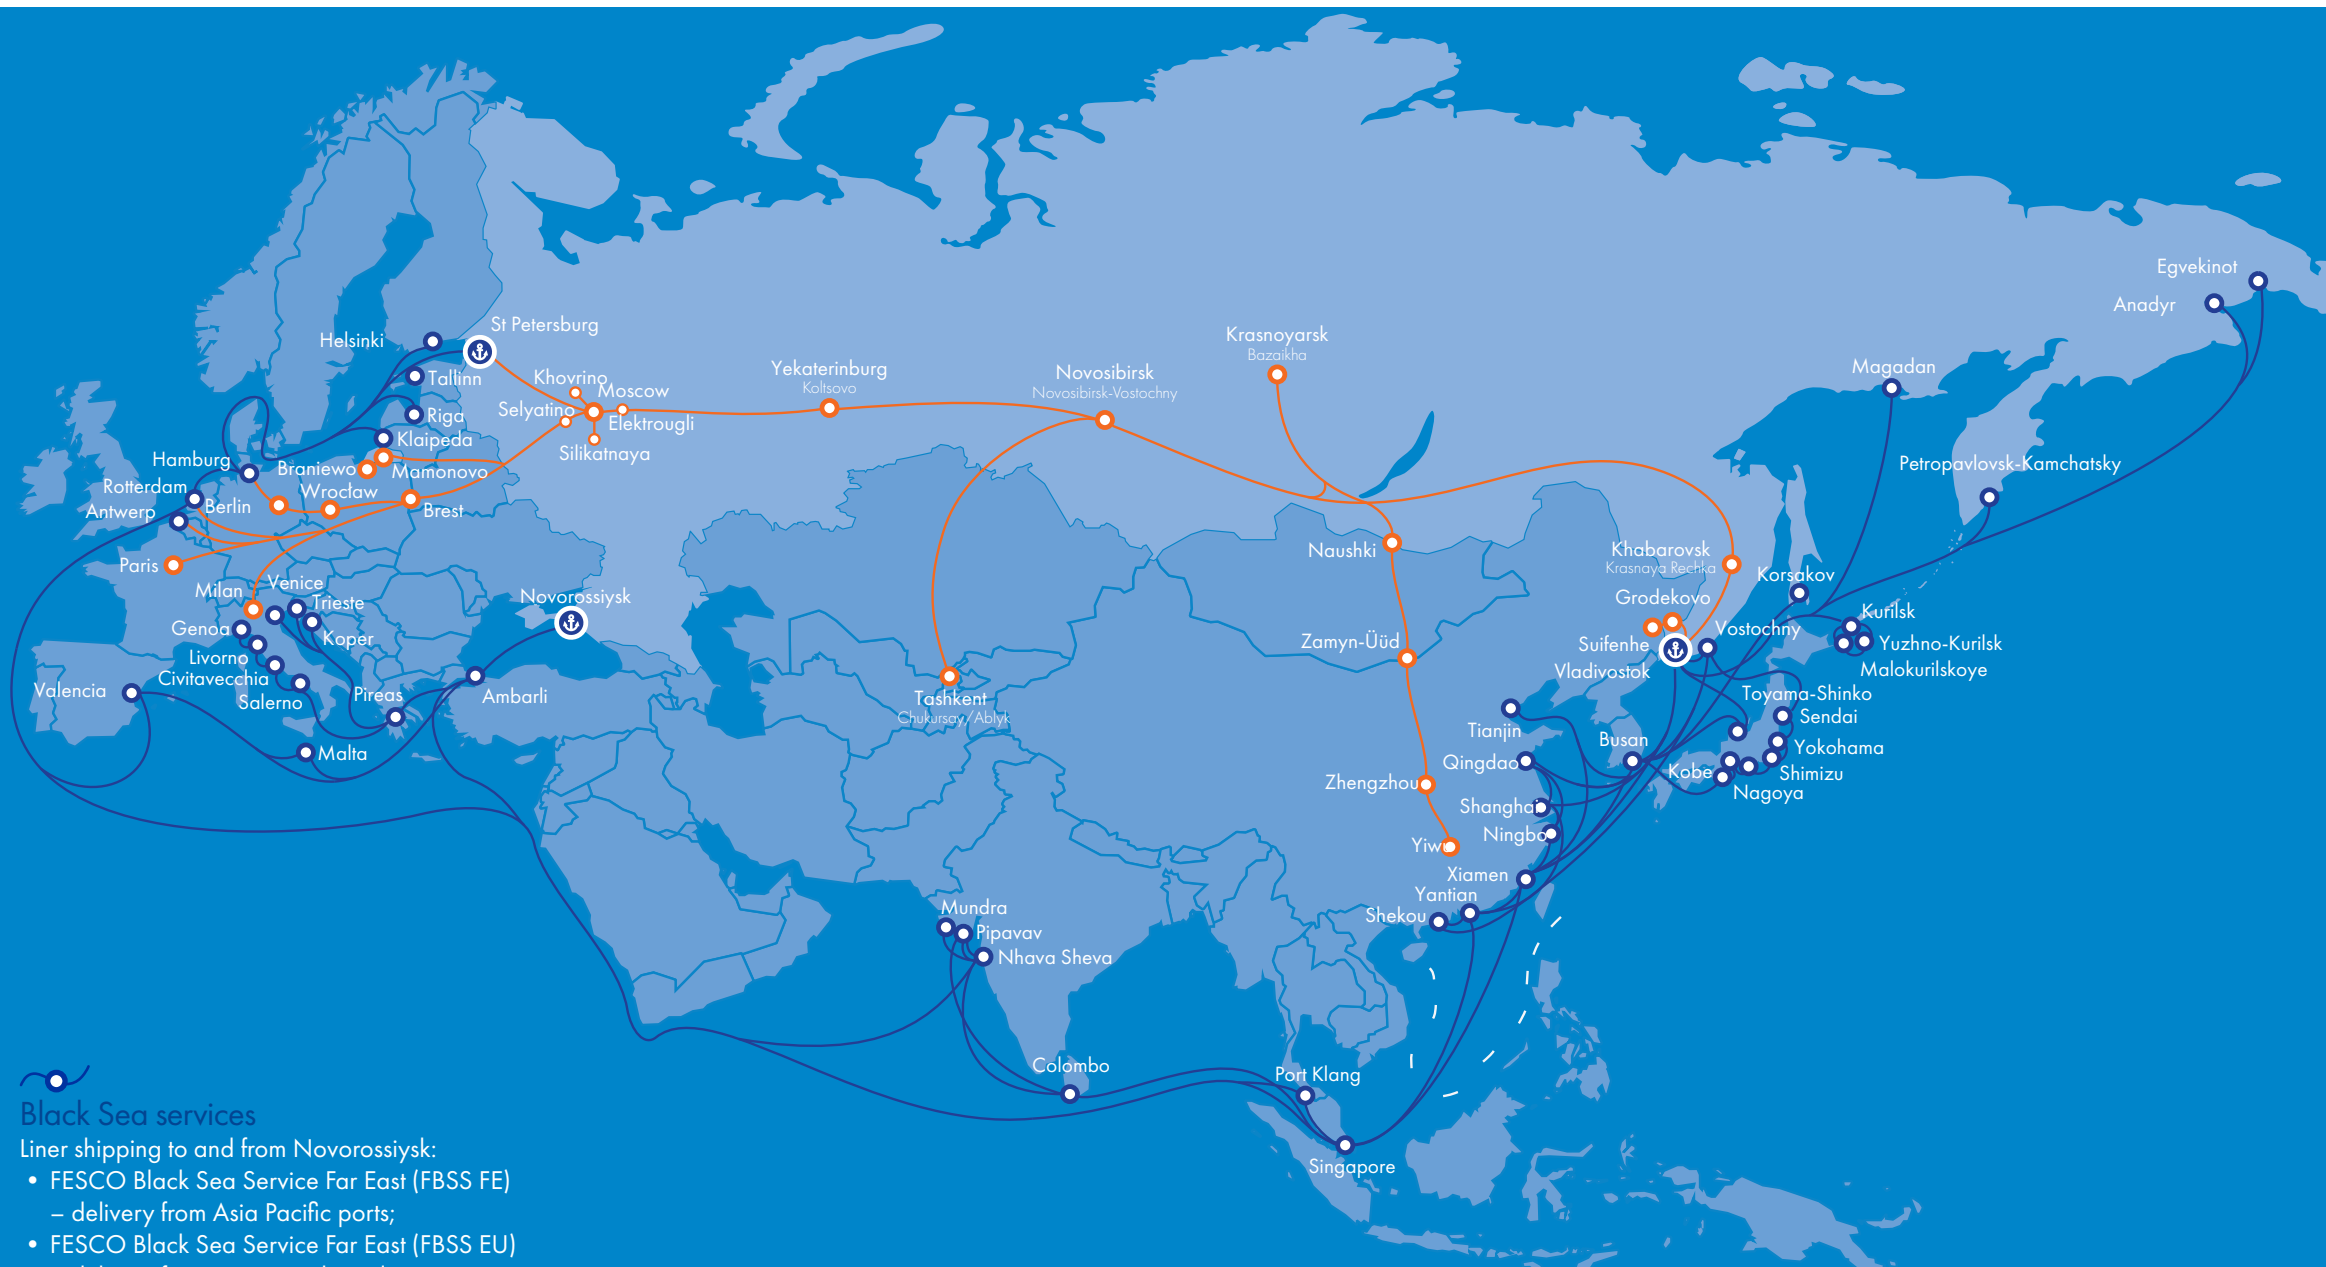 Egvekinot
Anadyr
St Petersburg
Helsinki
Krasnoyarsk
Bazaikha
Magadan
Yekaterinburg
Koltsovo
Novosibirsk
Novosibirsk-Vostochny
Tallinn
Khovrino
Moscow
Selyatino
Riga
Elektrougli
Klaipeda
Silikatnaya
Hamburg
Braniewo
Mamonovo
Petropavlovsk-Kamchatsky
Rotterdam
Wrocław
Berlin
Antwerp
Brest
Naushki
Khabarovsk
Krasnaya Rechka
Paris
Korsakov
Venice
Milan
Novorossiysk
Grodekovo
Trieste
Kurilsk
Genoa
Koper
Vostochny
Zamyn-Üüd
Suifenhe
Yuzhno-Kurilsk
Livorno
Vladivostok
Malokurilskoye
Civitavecchia
Valencia
Pireas
Ambarli
Salerno
Tashkent
Chukursay/Ablyk
Toyama-Shinko
Sendai
Tianjin
Busan
Yokohama
Malta
Qingdao
Kobe
Shimizu
Zhengzhou
Nagoya
Shanghai
Ningbo
Yiwu
Xiamen
Yantian
Mundra
Shekou
Pipavav
Nhava Sheva
Colombo
Port Klang
Singapore
Black Sea services
Liner shipping to and from Novorossiysk:
• FESCO Black Sea Service Far East (FBSS FE)
– delivery from Asia Pacific ports;
• FESCO Black Sea Service Far East (FBSS EU)